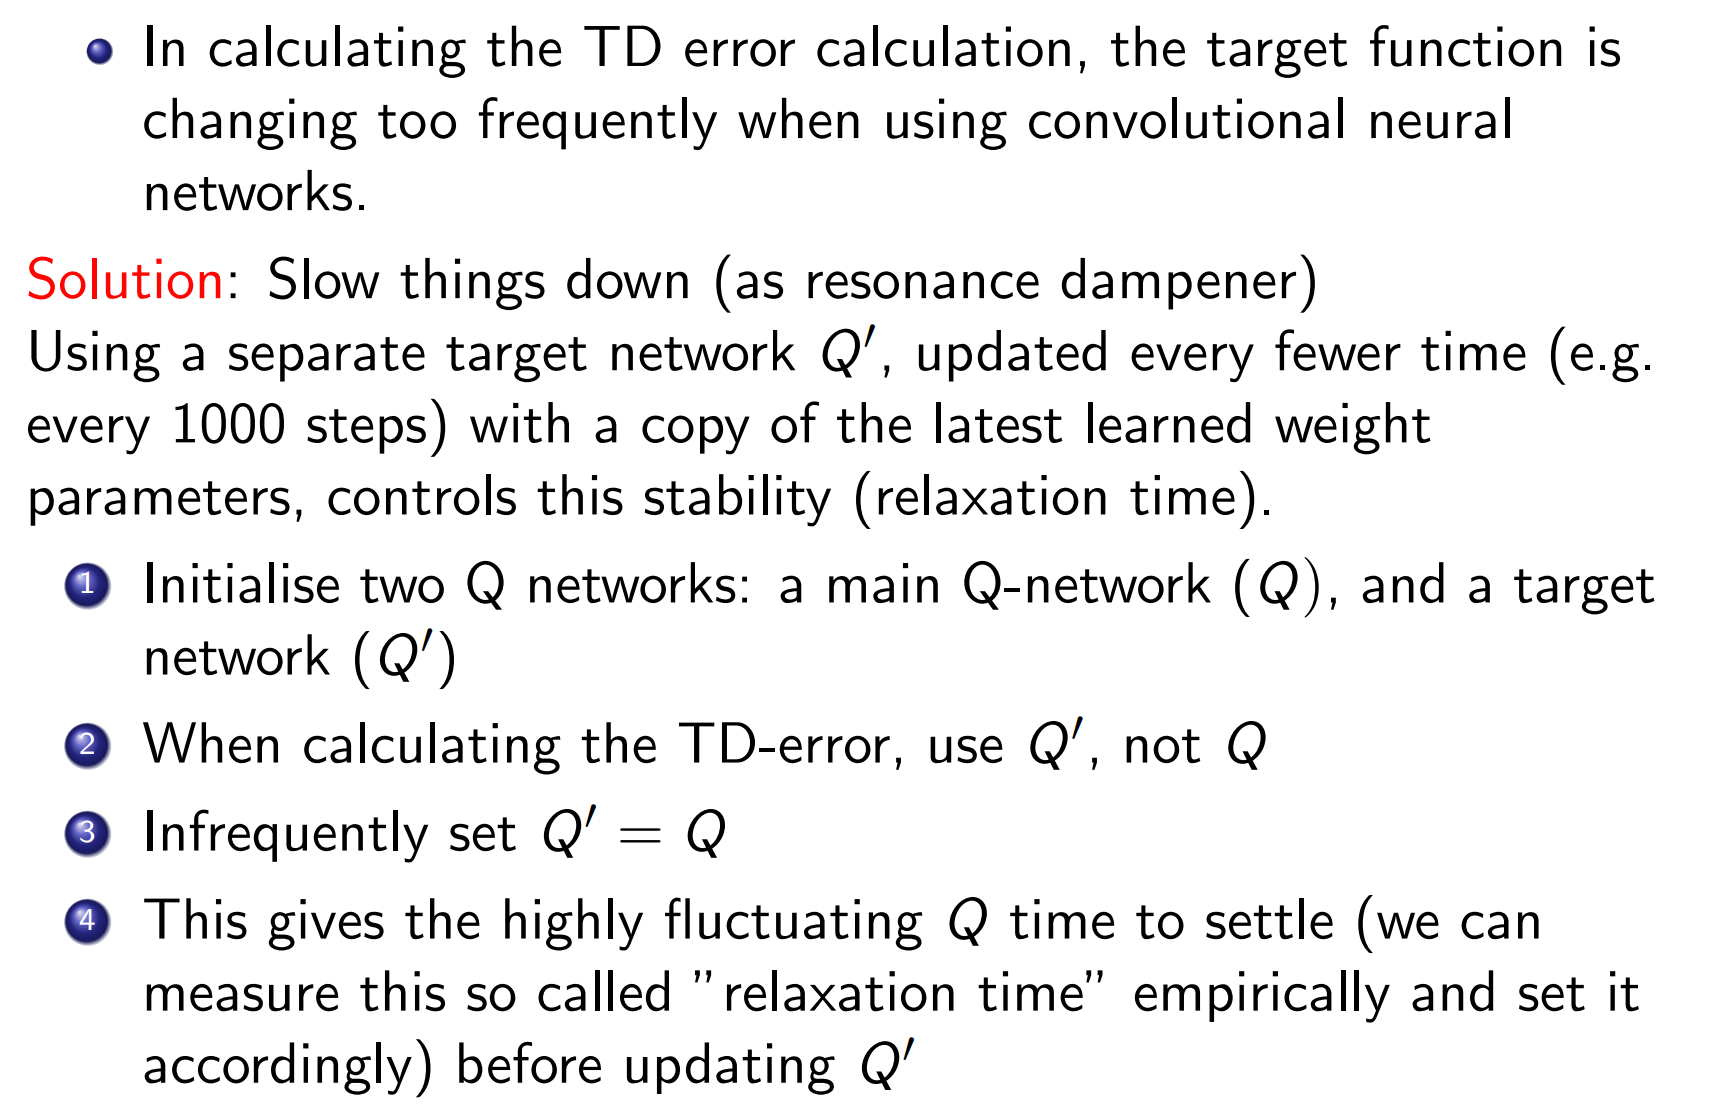 In calculating the TD error calculation, the target function is
changing too frequently when using convolutional neural
networks.
Solution: Slow things down (as resonance dampener)
Using a separate target network Q′, updated every fewer time (e.g.
every 1000 steps) with a copy of the latest learned weight
parameters, controls this stability (relaxation time).
1 Initialise two Q networks: a main Q-network (Q), and a target
network (Q′)
2 When calculating the TD-error, use Q′, not Q
3 Infrequently set Q′ = Q
4 This gives the highly fluctuating Q time to settle (we can
measure this so called ”relaxation time” empirically and set it
accordingly) before updating Q′